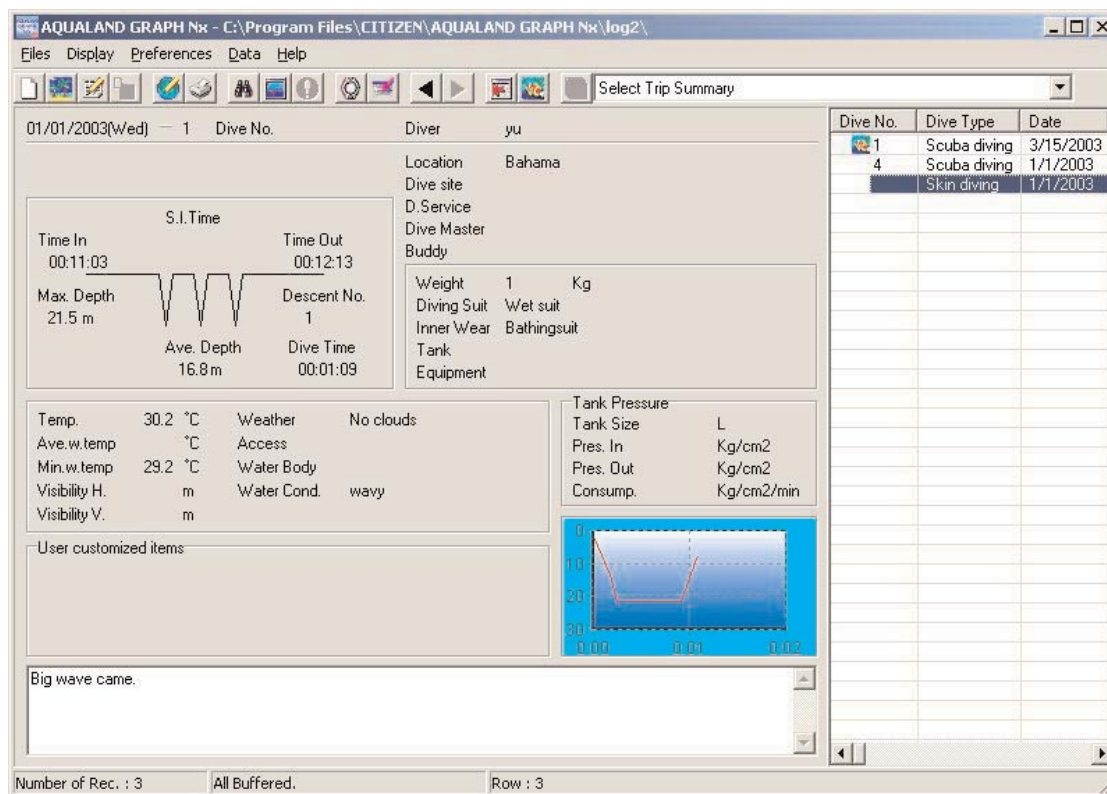 AQUALAND GRAPH Nx - C:\Program Files\CITIZEN\AQUALAND GRAPH Nx\log2\
Files Display Preferences Data Help
Select Trip Summary
01/01/2003(Wed) - 1 Dive No. Diver yu
Location Bahama
Dive site
D.Service
Dive Master
Buddy
S.I.Time
Time In Time Out
00:11:03 00:12:13
Max. Depth Descent No.
21.5 m 1
Ave. Depth Dive Time
16.8 m 00:01:09
Weight 1 Kg
Diving Suit Wet suit
Inner Wear Bathingsuit
Tank
Equipment
Temp. 30.2 °C Weather No clouds
Ave.w.temp °C Access
Min.w.temp 29.2 °C Water Body
Visibility H. m Water Cond. wavy
Visibility V. m
Tank Pressure
Tank Size L
Pres. In Kg/cm2
Pres. Out Kg/cm2
Consump. Kg/cm2/min
User customized items
0
10
20
30
0:00 0:01 0:02
Big wave came.
Dive No. Dive Type Date
1 Scuba diving 3/15/2003
4 Scuba diving 1/1/2003
Skin diving 1/1/2003
Number of Rec. : 3 All Buffered. Row : 3